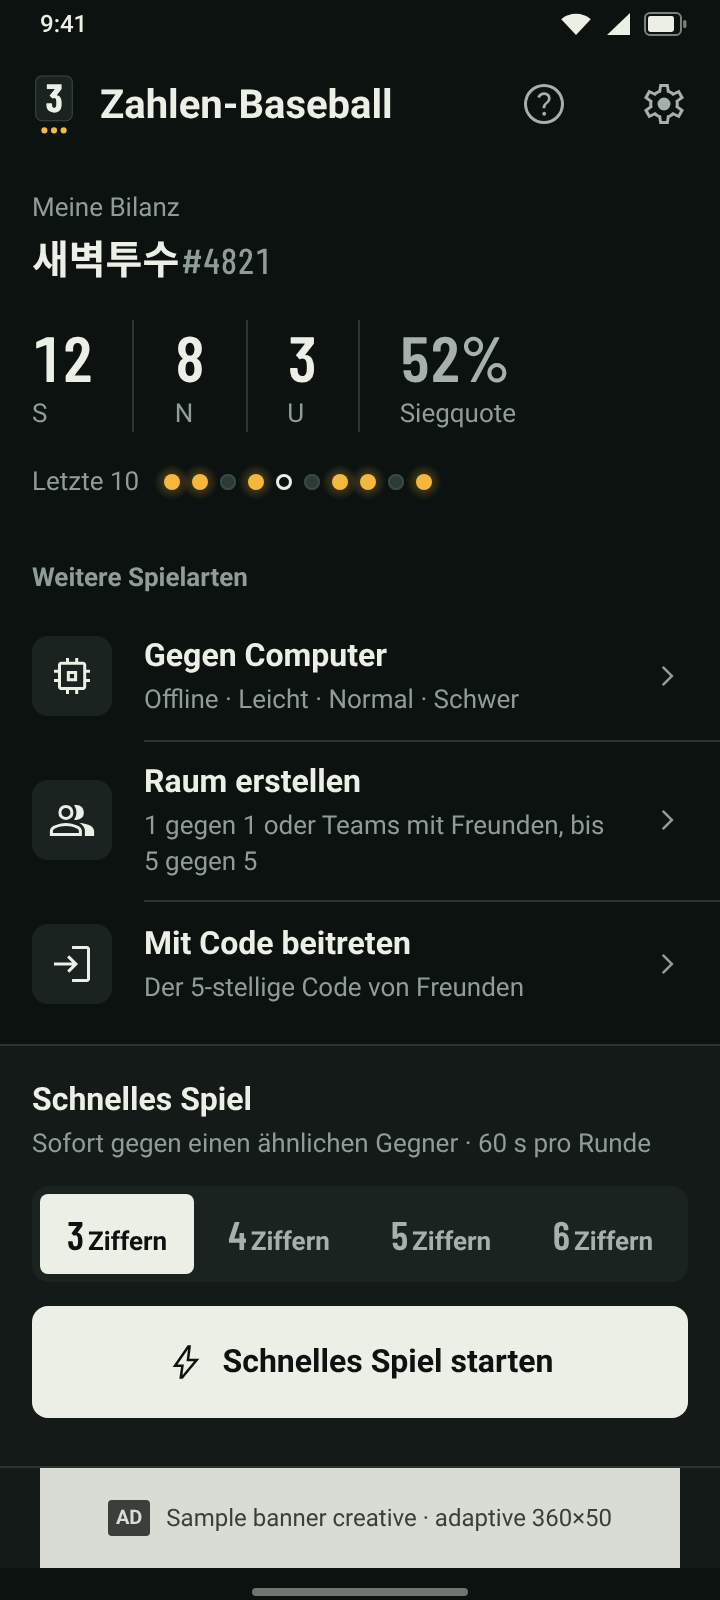 9:41
3
Zahlen-Baseball
?
Meine Bilanz
새벽투수#4821
12 8 3 52%
S N U Siegquote
Letzte 10
Weitere Spielarten
Gegen Computer
Offline · Leicht · Normal · Schwer
Raum erstellen
1 gegen 1 oder Teams mit Freunden, bis
5 gegen 5
Mit Code beitreten
Der 5-stellige Code von Freunden
Schnelles Spiel
Sofort gegen einen ähnlichen Gegner · 60 s pro Runde
3 Ziffern 4 Ziffern 5 Ziffern 6 Ziffern
Schnelles Spiel starten
AD Sample banner creative · adaptive 360×50